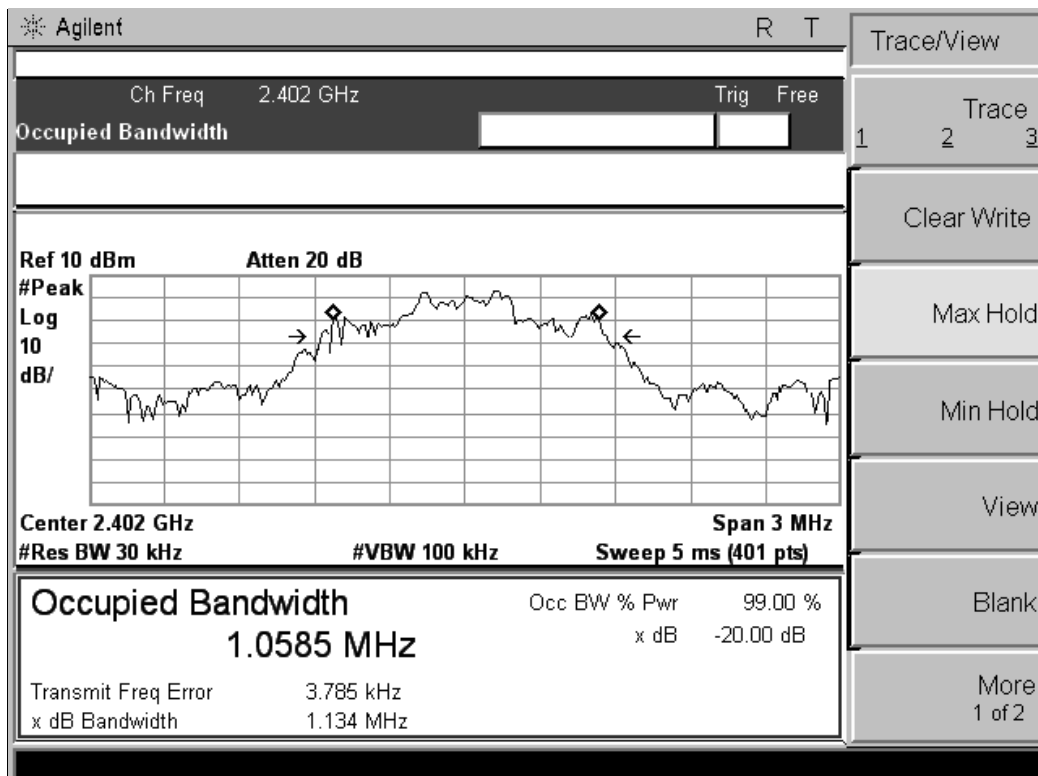 Agilent R T
Trace/View
Ch Freq 2.402 GHz Trig Free
Occupied Bandwidth
Trace
1 2 3
Clear Write
Max Hold
Min Hold
View
Blank
More
1 of 2
Ref 10 dBm Atten 20 dB
#Peak
Log
10
dB/
Center 2.402 GHz Span 3 MHz
#Res BW 30 kHz #VBW 100 kHz Sweep 5 ms (401 pts)
Occupied Bandwidth
1.0585 MHz
Occ BW % Pwr 99.00 %
x dB -20.00 dB
Transmit Freq Error 3.785 kHz
x dB Bandwidth 1.134 MHz